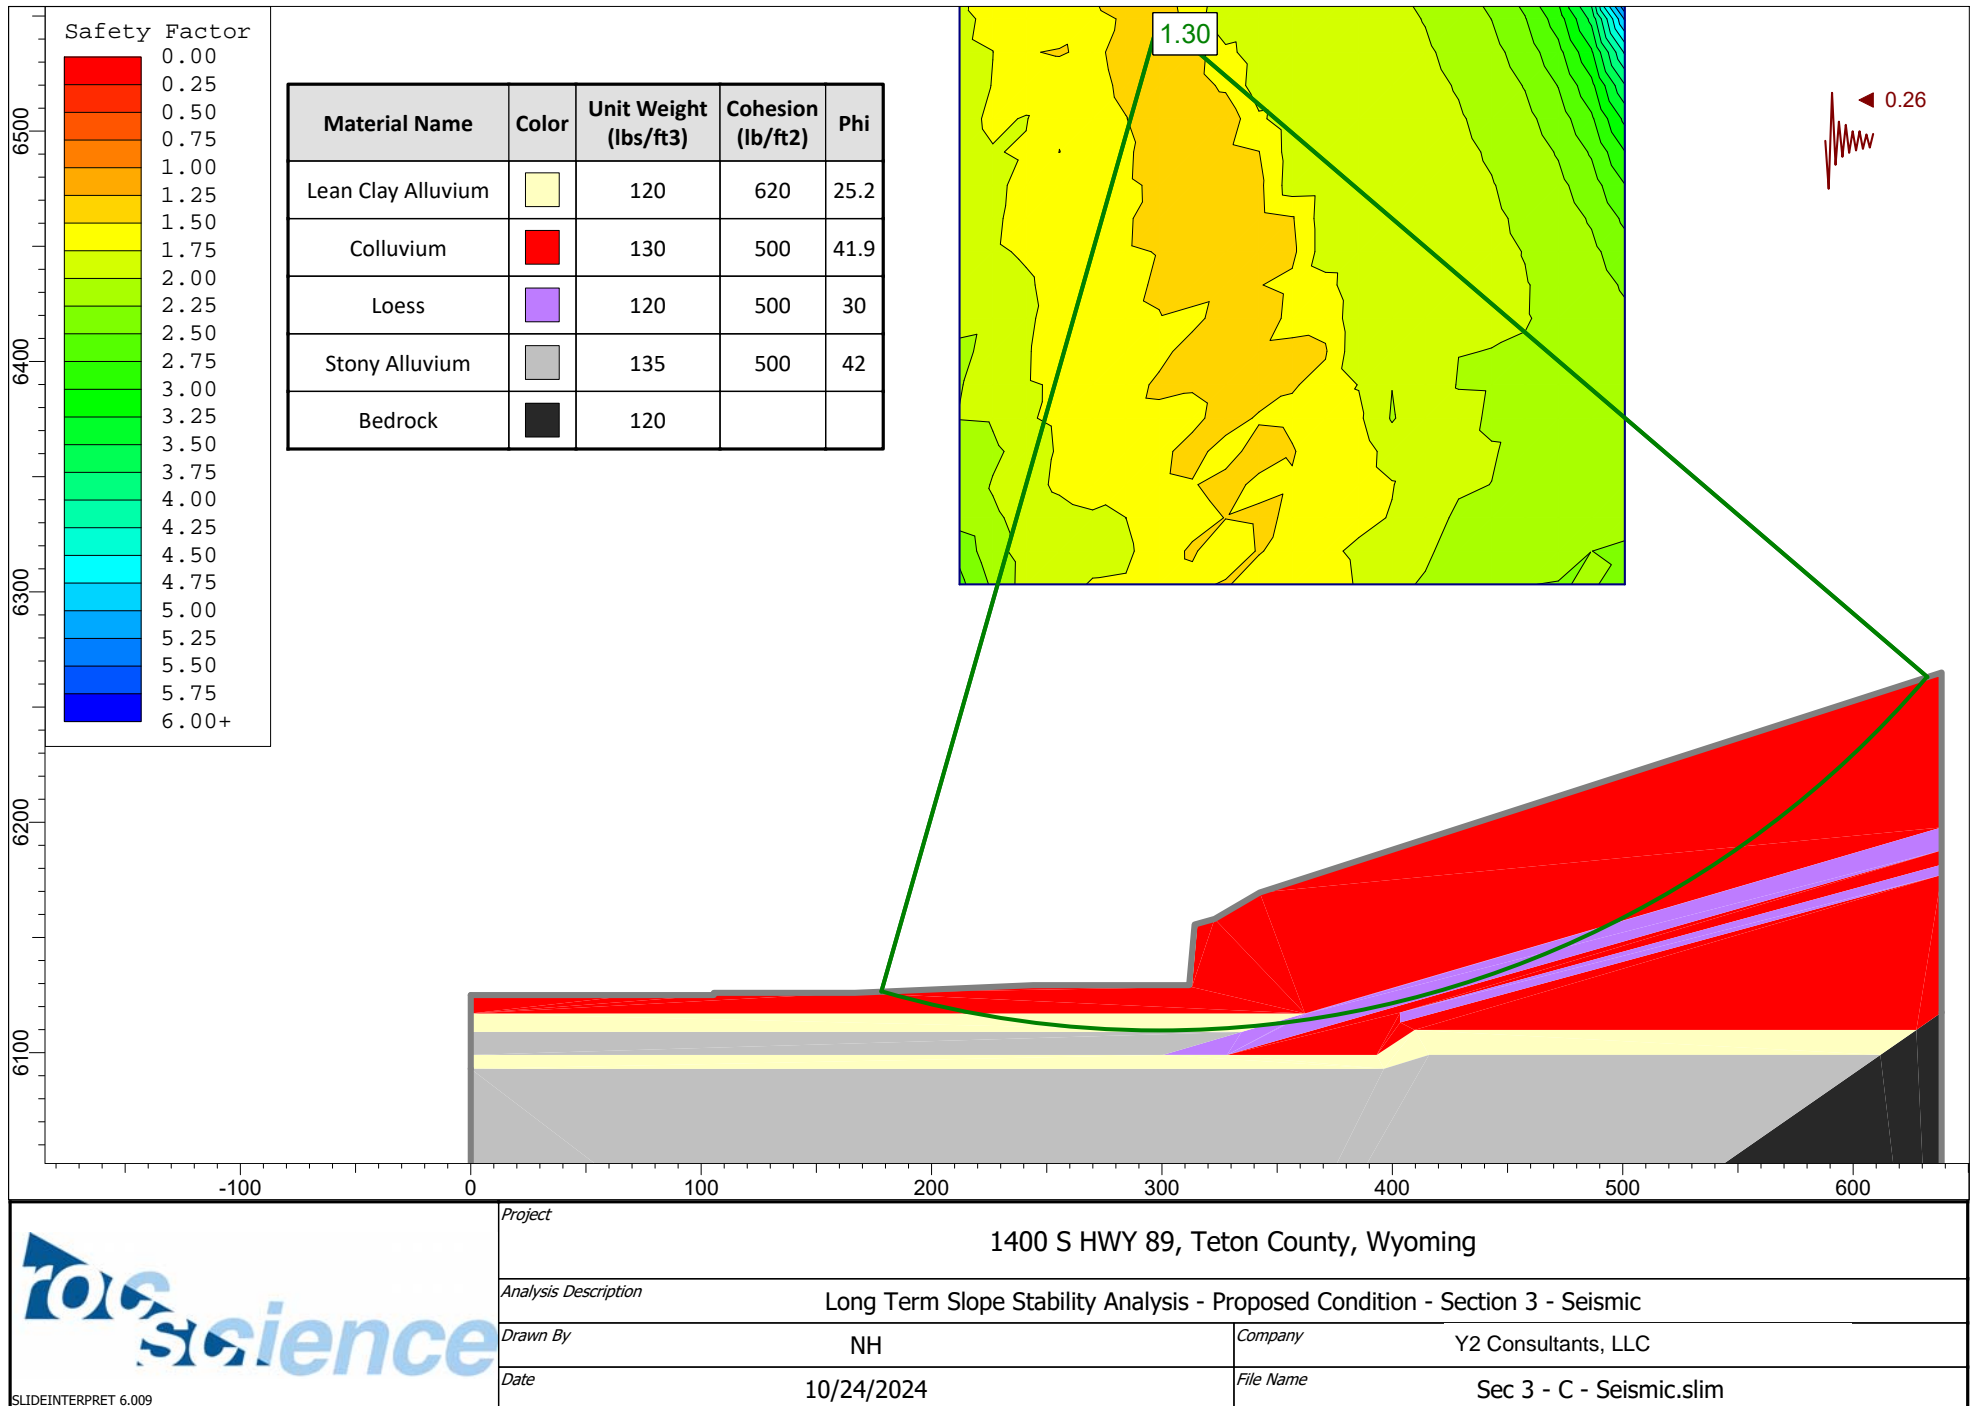 Safety Factor
0.00
0.25
0.50
0.75
1.00
1.25
1.50
1.75
2.00
2.25
2.50
2.75
3.00
3.25
3.50
3.75
4.00
4.25
4.50
4.75
5.00
5.25
5.50
5.75
6.00+
Material Name Color Unit Weight (lbs/ft3) Cohesion (lb/ft2) Phi
Lean Clay Alluvium 120 620 25.2
Colluvium 130 500 41.9
Loess 120 500 30
Stony Alluvium 135 500 42
Bedrock 120
1.30
0.26
6500
6400
6300
6200
6100
-100 0 100 200 300 400 500 600
Project
1400 S HWY 89, Teton County, Wyoming
Analysis Description
Long Term Slope Stability Analysis - Proposed Condition - Section 3 - Seismic
Drawn By NH Company Y2 Consultants, LLC
Date 10/24/2024 File Name Sec 3 - C - Seismic.slim
rocscience
SLIDEINTERPRET 6.009